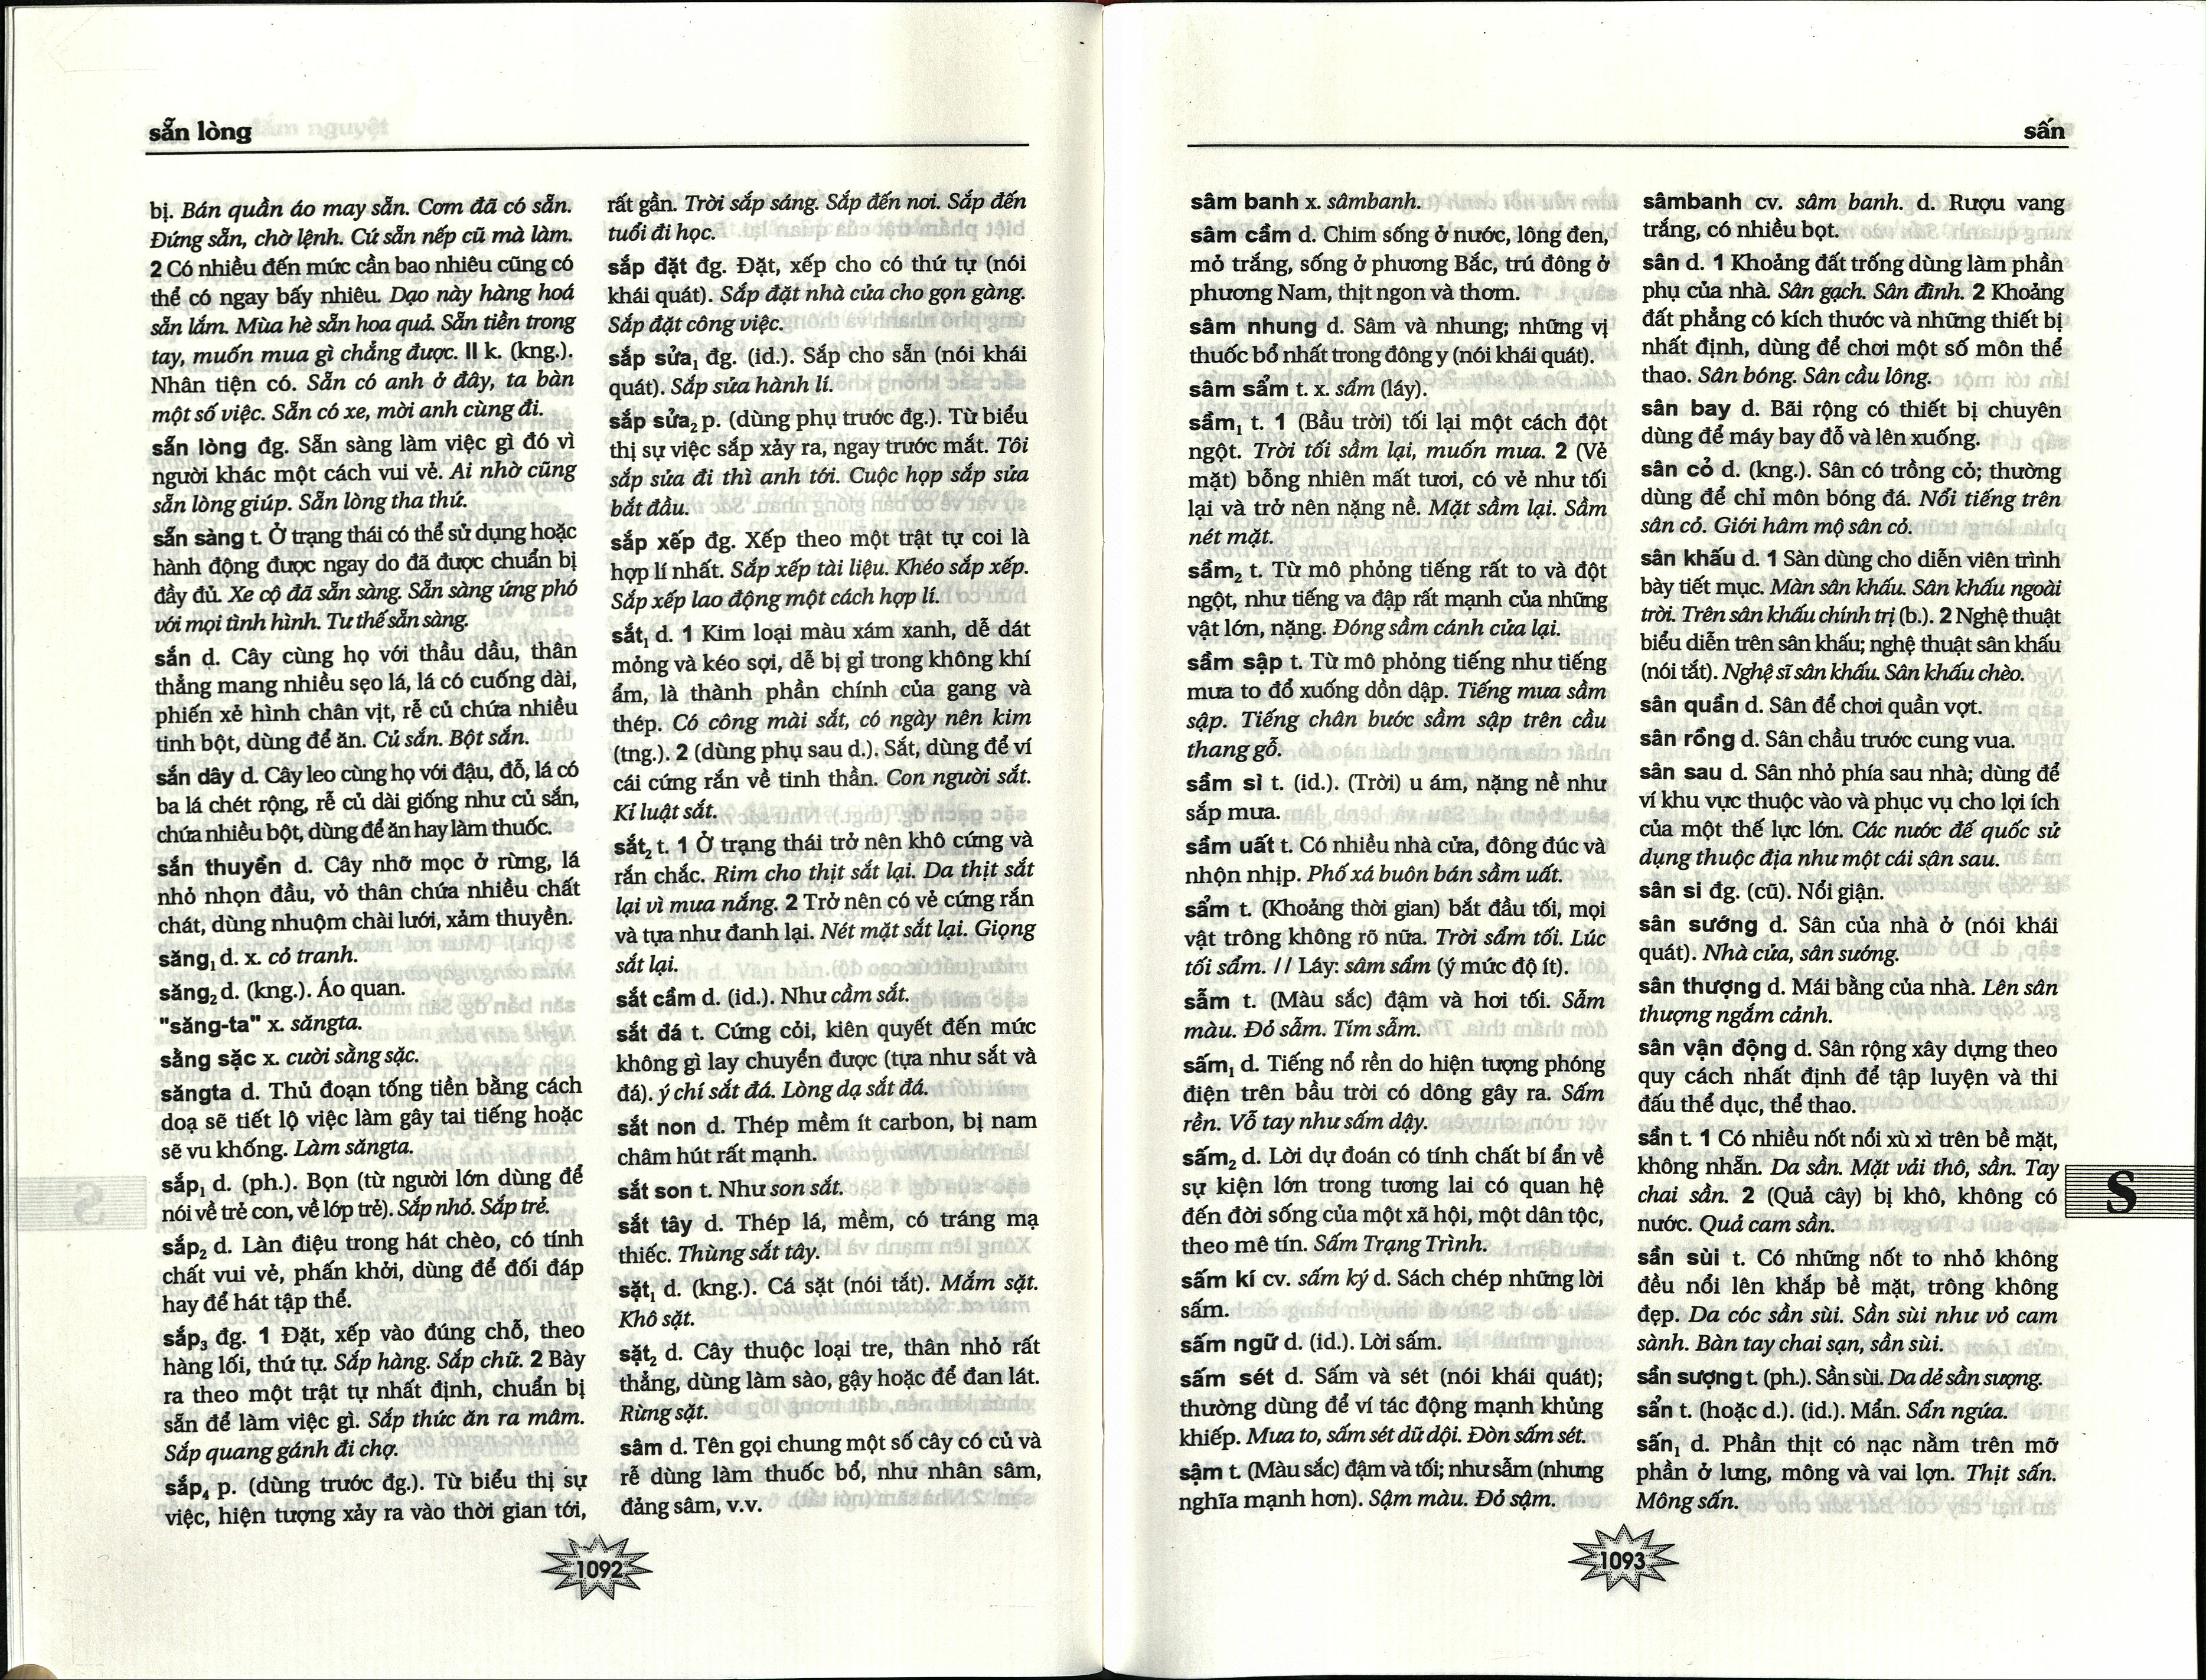 sẵn lòng
bị. Bán quần áo may sẵn. Cơm đã có sẵn.
Đứng sẵn, chờ lệnh. Cứ sẵn nếp cũ mà làm.
2 Có nhiều đến mức cần bao nhiêu cũng có
thể có ngay bấy nhiêu. Dạo này hàng hoá
sẵn lắm. Mùa hè sẵn hoa quả. Sẵn tiền trong
tay, muốn mua gì chẳng được. II k. (kng.).
Nhân tiện có. Sẵn có anh ở đây, ta bàn
một số việc. Sẵn có xe, mời anh cùng đi.
sẵn lòng đg. Sẵn sàng làm việc gì đó vì
người khác một cách vui vẻ. Ai nhờ cũng
sẵn lòng giúp. Sẵn lòng tha thứ.
sẵn sàng t. Ở trạng thái có thể sử dụng hoặc
hành động được ngay do đã được chuẩn bị
đầy đủ. Xe cộ đã sẵn sàng. Sẵn sàng ứng phó
với mọi tình hình. Tư thế sẵn sàng.
sắn d. Cây cùng họ với thầu dầu, thân
thẳng mang nhiều sẹo lá, lá có cuống dài,
phiến xẻ hình chân vịt, rễ củ chứa nhiều
tinh bột, dùng để ăn. Củ sắn. Bột sắn.
sắn dây d. Cây leo cùng họ với đậu, đỗ, lá có
ba lá chét rộng, rễ củ dài giống như củ sắn,
chứa nhiều bột, dùng để ăn hay làm thuốc.
sắn thuyền d. Cây nhỡ mọc ở rừng, lá
nhỏ nhọn đầu, vỏ thân chứa nhiều chất
chát, dùng nhuộm chài lưới, xảm thuyền.
săng₁ d. x. cỏ tranh.
săng₂ d. (kng.). Áo quan.
"săng-ta" x. săngta.
sằng sặc x. cười sằng sặc.
săngta d. Thủ đoạn tống tiền bằng cách
doạ sẽ tiết lộ việc làm gây tai tiếng hoặc
sẽ vu khống. Làm săngta.
sắp₁ d. (ph.). Bọn (từ người lớn dùng để
nói về trẻ con, về lớp trẻ). Sắp nhỏ. Sắp trẻ.
sắp₂ d. Làn điệu trong hát chèo, có tính
chất vui vẻ, phấn khởi, dùng để đối đáp
hay để hát tập thể.
sắp₃ đg. 1 Đặt, xếp vào đúng chỗ, theo
hàng lối, thứ tự. Sắp hàng. Sắp chữ. 2 Bày
ra theo một trật tự nhất định, chuẩn bị
sẵn để làm việc gì. Sắp thức ăn ra mâm.
Sắp quang gánh đi chợ.
sắp₄ p. (dùng trước đg.). Từ biểu thị sự
việc, hiện tượng xảy ra vào thời gian tới,
rất gần. Trời sắp sáng. Sắp đến nơi. Sắp đến
tuổi đi học.
sắp đặt đg. Đặt, xếp cho có thứ tự (nói
khái quát). Sắp đặt nhà cửa cho gọn gàng.
Sắp đặt công việc.
sắp sửa₁ đg. (id.). Sắp cho sẵn (nói khái
quát). Sắp sửa hành lí.
sắp sửa₂ p. (dùng phụ trước đg.). Từ biểu
thị sự việc sắp xảy ra, ngay trước mắt. Tôi
sắp sửa đi thì anh tới. Cuộc họp sắp sửa
bắt đầu.
sắp xếp đg. Xếp theo một trật tự coi là
hợp lí nhất. Sắp xếp tài liệu. Khéo sắp xếp.
Sắp xếp lao động một cách hợp lí.
sắt₁ d. 1 Kim loại màu xám xanh, dễ dát
mỏng và kéo sợi, dễ bị gỉ trong không khí
ẩm, là thành phần chính của gang và
thép. Có công mài sắt, có ngày nên kim
(tng.). 2 (dùng phụ sau d.). Sắt, dùng để ví
cái cứng rắn về tinh thần. Con người sắt.
Kỉ luật sắt.
sắt₂ t. 1 Ở trạng thái trở nên khô cứng và
rắn chắc. Rim cho thịt sắt lại. Da thịt sắt
lại vì mưa nắng. 2 Trở nên có vẻ cứng rắn
và tựa như đanh lại. Nét mặt sắt lại. Giọng
sắt lại.
sắt cầm d. (id.). Như cầm sắt.
sắt đá t. Cứng cỏi, kiên quyết đến mức
không gì lay chuyển được (tựa như sắt và
đá). ý chí sắt đá. Lòng dạ sắt đá.
sắt non d. Thép mềm ít carbon, bị nam
châm hút rất mạnh.
sắt son t. Như son sắt.
sắt tây d. Thép lá, mềm, có tráng mạ
thiếc. Thùng sắt tây.
sặt₁ d. (kng.). Cá sặt (nói tắt). Mắm sặt.
Khô sặt.
sặt₂ d. Cây thuộc loại tre, thân nhỏ rất
thẳng, dùng làm sào, gậy hoặc để đan lát.
Rừng sặt.
sâm d. Tên gọi chung một số cây có củ và
rễ dùng làm thuốc bổ, như nhân sâm,
đảng sâm, v.v.
1092
sấn
sâm banh x. sâmbanh.
sâm cầm d. Chim sống ở nước, lông đen,
mỏ trắng, sống ở phương Bắc, trú đông ở
phương Nam, thịt ngon và thơm.
sâm nhung d. Sâm và nhung; những vị
thuốc bổ nhất trong đông y (nói khái quát).
sâm sẩm t. x. sẩm (láy).
sầm₁ t. 1 (Bầu trời) tối lại một cách đột
ngột. Trời tối sầm lại, muốn mưa. 2 (Vẻ
mặt) bỗng nhiên mất tươi, có vẻ như tối
lại và trở nên nặng nề. Mặt sầm lại. Sầm
nét mặt.
sầm₂ t. Từ mô phỏng tiếng rất to và đột
ngột, như tiếng va đập rất mạnh của những
vật lớn, nặng. Đóng sầm cánh cửa lại.
sầm sập t. Từ mô phỏng tiếng như tiếng
mưa to đổ xuống dồn dập. Tiếng mưa sầm
sập. Tiếng chân bước sầm sập trên cầu
thang gỗ.
sầm sì t. (id.). (Trời) u ám, nặng nề như
sắp mưa.
sầm uất t. Có nhiều nhà cửa, đông đúc và
nhộn nhịp. Phố xá buôn bán sầm uất.
sẩm t. (Khoảng thời gian) bắt đầu tối, mọi
vật trông không rõ nữa. Trời sẩm tối. Lúc
tối sẩm. // Láy: sâm sẩm (ý mức độ ít).
sẫm t. (Màu sắc) đậm và hơi tối. Sẫm
màu. Đỏ sẫm. Tím sẫm.
sấm₁ d. Tiếng nổ rền do hiện tượng phóng
điện trên bầu trời có dông gây ra. Sấm
rền. Vỗ tay như sấm dậy.
sấm₂ d. Lời dự đoán có tính chất bí ẩn về
sự kiện lớn trong tương lai có quan hệ
đến đời sống của một xã hội, một dân tộc,
theo mê tín. Sấm Trạng Trình.
sấm kí cv. sấm ký d. Sách chép những lời
sấm.
sấm ngữ d. (id.). Lời sấm.
sấm sét d. Sấm và sét (nói khái quát);
thường dùng để ví tác động mạnh khủng
khiếp. Mưa to, sấm sét dữ dội. Đòn sấm sét.
sậm t. (Màu sắc) đậm và tối; như sẫm (nhưng
nghĩa mạnh hơn). Sậm màu. Đỏ sậm.
sâmbanh cv. sâm banh. d. Rượu vang
trắng, có nhiều bọt.
sân d. 1 Khoảng đất trống dùng làm phần
phụ của nhà. Sân gạch. Sân đình. 2 Khoảng
đất phẳng có kích thước và những thiết bị
nhất định, dùng để chơi một số môn thể
thao. Sân bóng. Sân cầu lông.
sân bay d. Bãi rộng có thiết bị chuyên
dùng để máy bay đỗ và lên xuống.
sân cỏ d. (kng.). Sân có trồng cỏ; thường
dùng để chỉ môn bóng đá. Nổi tiếng trên
sân cỏ. Giới hâm mộ sân cỏ.
sân khấu d. 1 Sàn dùng cho diễn viên trình
bày tiết mục. Màn sân khấu. Sân khấu ngoài
trời. Trên sân khấu chính trị (b.). 2 Nghệ thuật
biểu diễn trên sân khấu; nghệ thuật sân khấu
(nói tắt). Nghệ sĩ sân khấu. Sân khấu chèo.
sân quần d. Sân để chơi quần vợt.
sân rồng d. Sân chầu trước cung vua.
sân sau d. Sân nhỏ phía sau nhà; dùng để
ví khu vực thuộc vào và phục vụ cho lợi ích
của một thế lực lớn. Các nước đế quốc sử
dụng thuộc địa như một cái sân sau.
sân si đg. (cũ). Nổi giận.
sân sướng d. Sân của nhà ở (nói khái
quát). Nhà cửa, sân sướng.
sân thượng d. Mái bằng của nhà. Lên sân
thượng ngắm cảnh.
sân vận động d. Sân rộng xây dựng theo
quy cách nhất định để tập luyện và thi
đấu thể dục, thể thao.
sần t. 1 Có nhiều nốt nổi xù xì trên bề mặt,
không nhẵn. Da sần. Mặt vải thô, sần. Tay
chai sần. 2 (Quả cây) bị khô, không có
nước. Quả cam sần.
sần sùi t. Có những nốt to nhỏ không
đều nổi lên khắp bề mặt, trông không
đẹp. Da cóc sần sùi. Sần sùi như vỏ cam
sành. Bàn tay chai sạn, sần sùi.
sần sượng t. (ph.). Sần sùi. Da dẻ sần sượng.
sẩn t. (hoặc d.). (id.). Mẩn. Sẩn ngứa.
sấn₁ d. Phần thịt có nạc nằm trên mỡ
phần ở lưng, mông và vai lợn. Thịt sấn.
Mông sấn.
S
1093